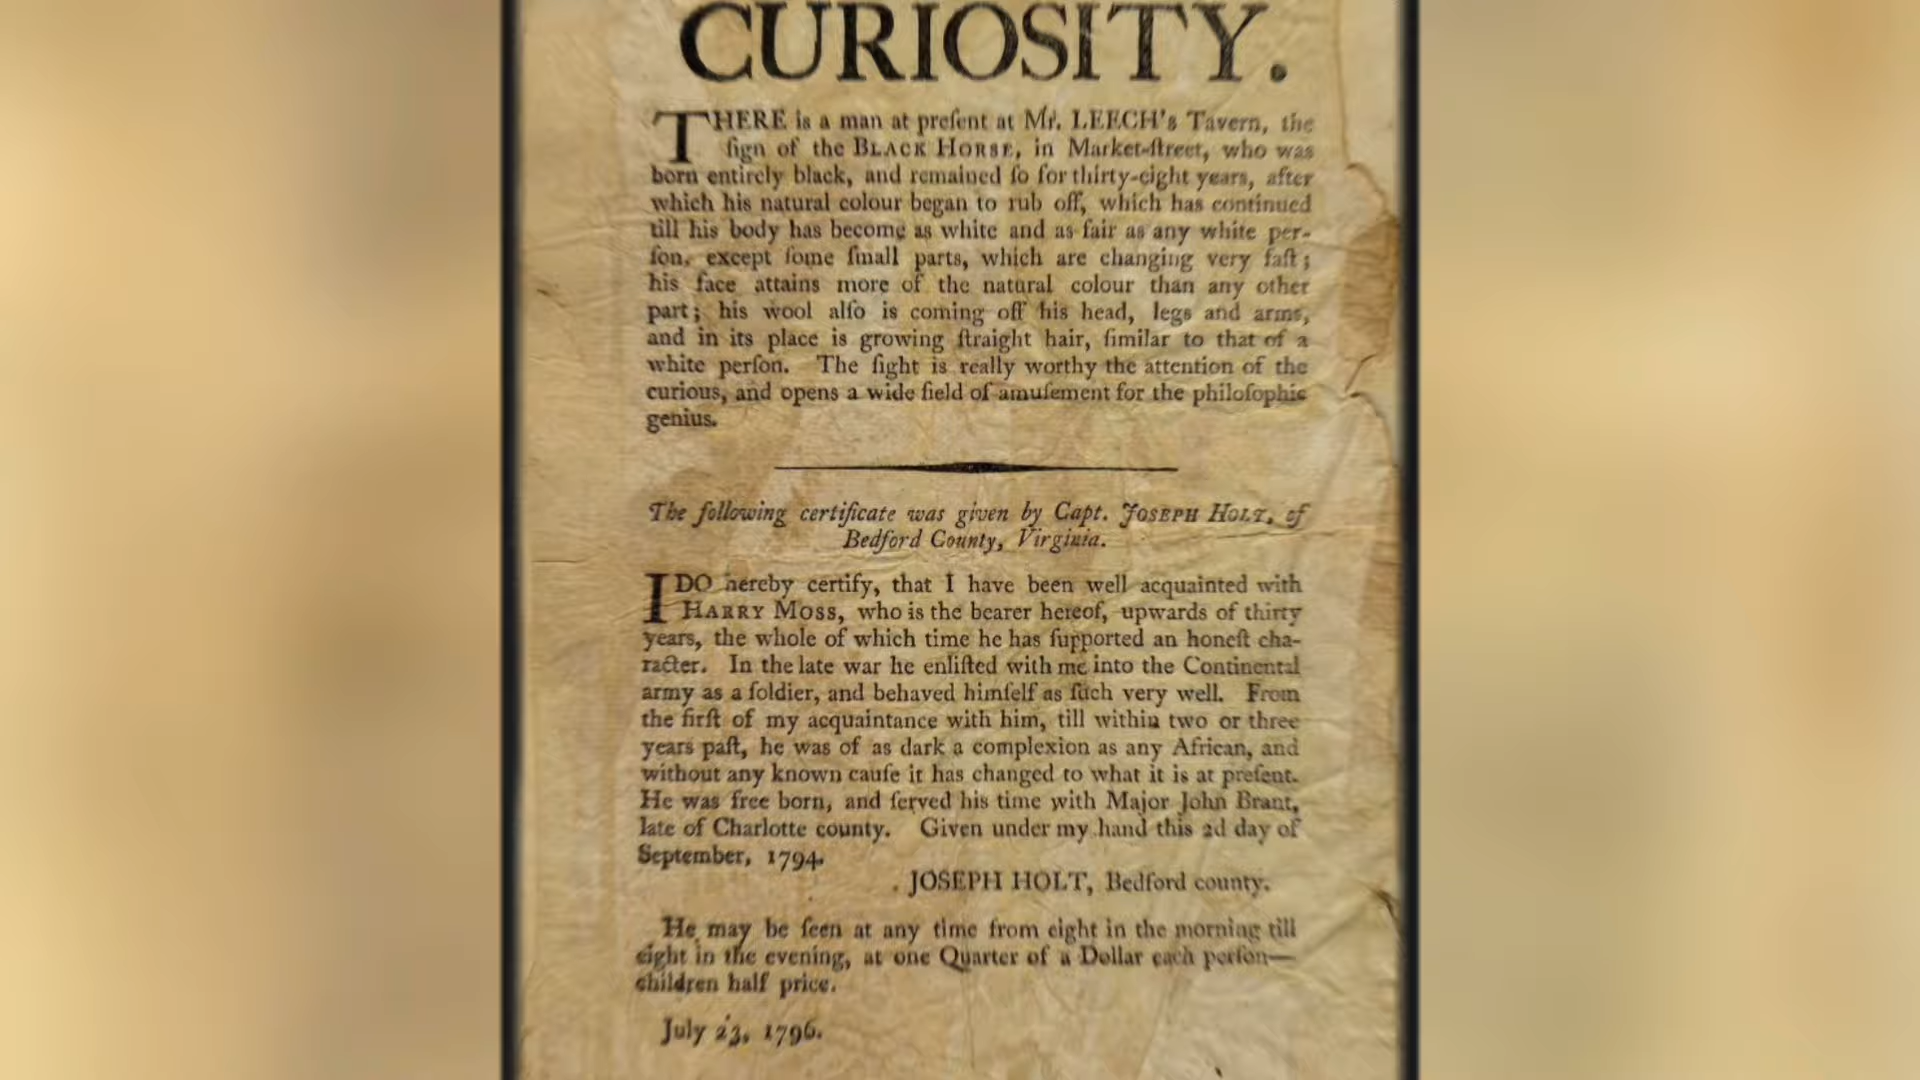 CURIOSITY.
THERE is a man at preſent at Mr. LEECH's Tavern, the
ſign of the BLACK HORSE, in Market-ſtreet, who was
born entirely black, and remained ſo for thirty-eight years, after
which his natural colour began to rub off, which has continued
till his body has become as white and as fair as any white per-
ſon, except ſome ſmall parts, which are changing very faſt;
his face attains more of the natural colour than any other
part; his wool alſo is coming off his head, legs and arms,
and in its place is growing ſtraight hair, ſimilar to that of a
white perſon. The ſight is really worthy the attention of the
curious, and opens a wide field of amuſement for the philoſophic
genius.
The following certificate was given by Capt. JOSEPH HOLT, of
Bedford County, Virginia.
I DO hereby certify, that I have been well acquainted with
HARRY MOSS, who is the bearer hereof, upwards of thirty
years, the whole of which time he has ſupported an honeſt cha-
racter. In the late war he enliſted with me into the Continental
army as a ſoldier, and behaved himſelf as ſuch very well. From
the firſt of my acquaintance with him, till within two or three
years paſt, he was of as dark a complexion as any African, and
without any known cauſe it has changed to what it is at preſent.
He was free born, and ſerved his time with Major John Brant,
late of Charlotte county. Given under my hand this 2d day of
September, 1794.
JOSEPH HOLT, Bedford county.
He may be ſeen at any time from eight in the morning till
eight in the evening, at one Quarter of a Dollar each perſon—
children half price.
July 23, 1796.